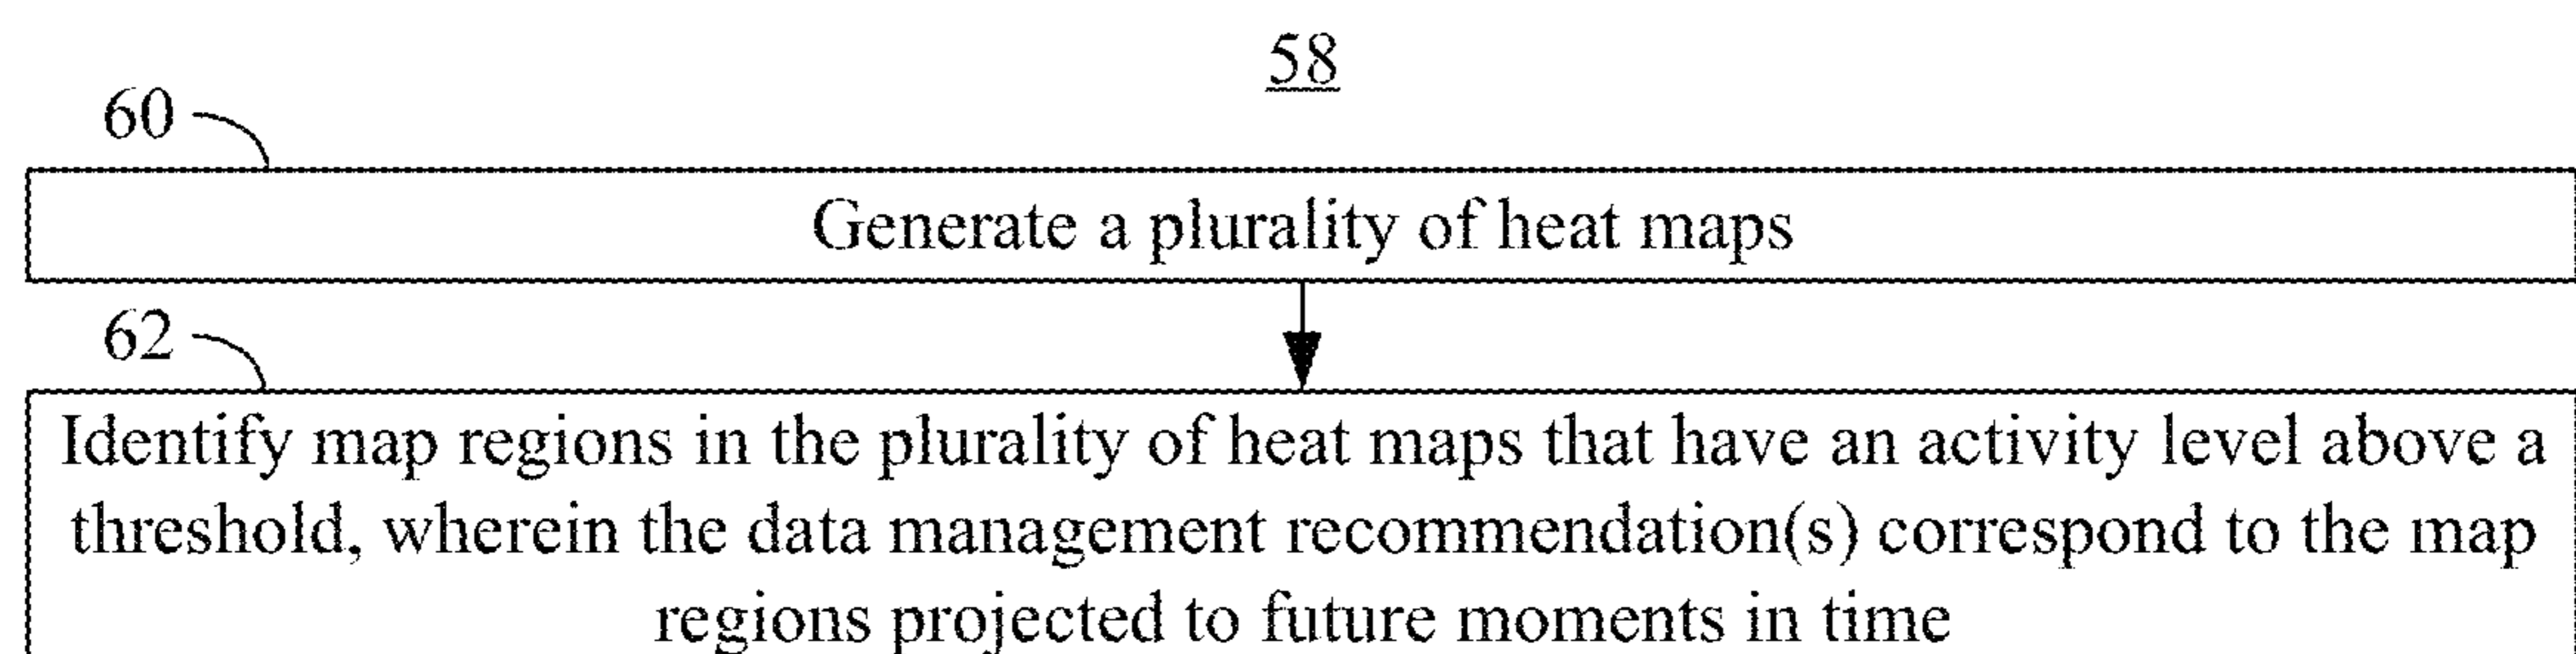 58
60
Generate a plurality of heat maps
62
Identify map regions in the plurality of heat maps that have an activity level above a
threshold, wherein the data management recommendation(s) correspond to the map
regions projected to future moments in time